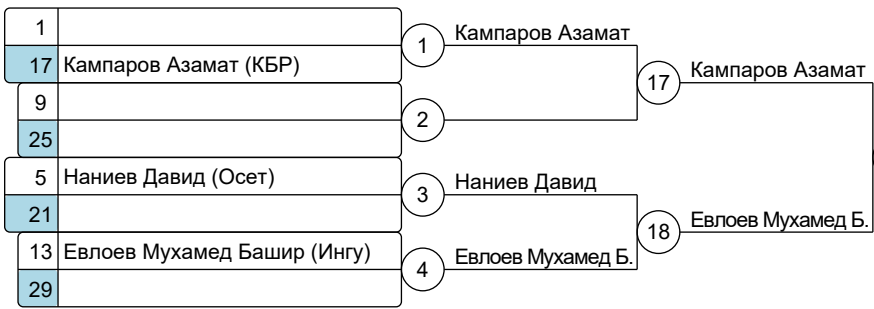 1
17 Кампаров Азамат (КБР)
1 Кампаров Азамат
9
25
2
17 Кампаров Азамат
5 Наниев Давид (Осет)
21
3 Наниев Давид
13 Евлоев Мухамед Башир (Ингу)
29
4 Евлоев Мухамед Б.
18 Евлоев Мухамед Б.